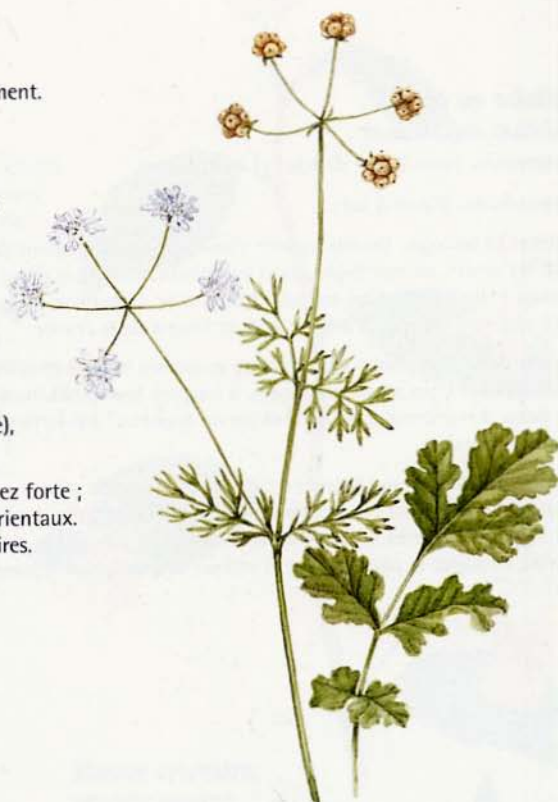 ment.
e),
ez forte ;
rientaux.
ires.